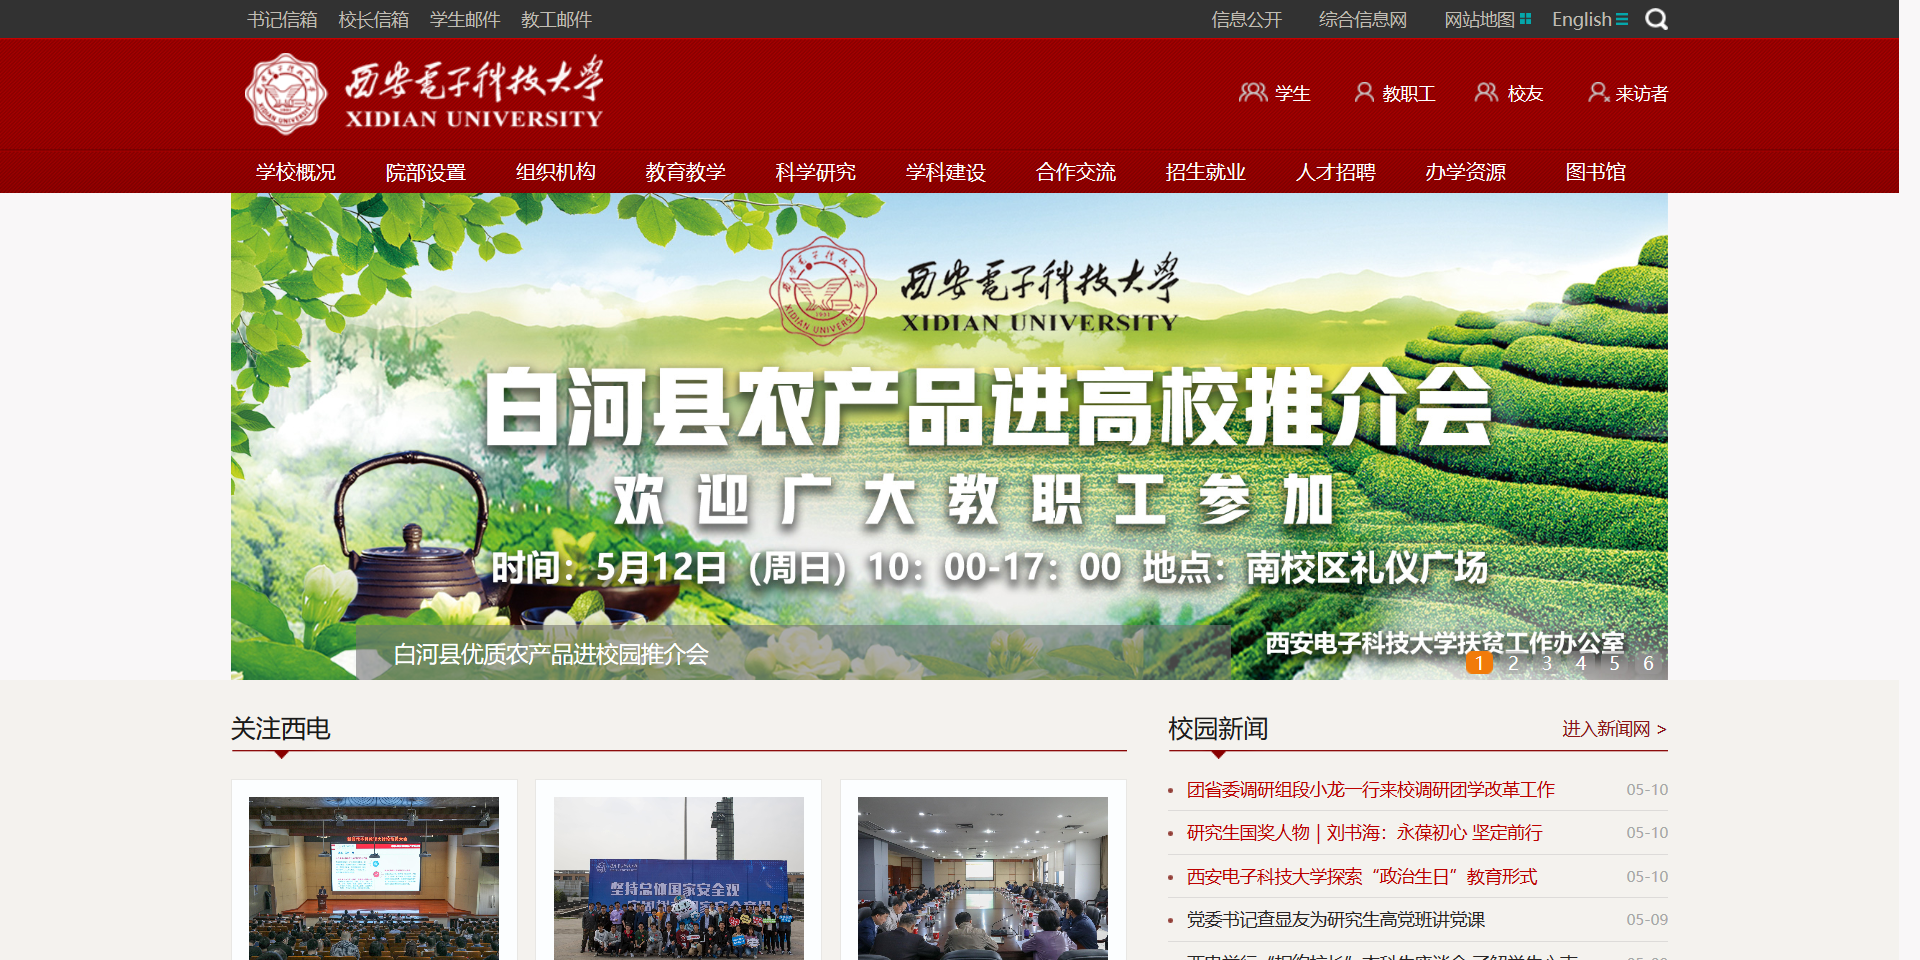 书记信箱 校长信箱 学生邮件 教工邮件 信息公开 综合信息网 网站地图 English
西安電子科技大学
XIDIAN UNIVERSITY
学生 教职工 校友 来访者
学校概况 院部设置 组织机构 教育教学 科学研究 学科建设 合作交流 招生就业 人才招聘 办学资源 图书馆
西安電子科技大学
XIDIAN UNIVERSITY
白河县农产品进高校推介会
欢迎广大教职工参加
时间：5月12日（周日）10：00-17：00 地点：南校区礼仪广场
西安电子科技大学扶贫工作办公室
白河县优质农产品进校园推介会
1 2 3 4 5 6
关注西电
校园新闻 进入新闻网 >
团省委调研组段小龙一行来校调研团学改革工作 05-10
研究生国奖人物 | 刘书海：永葆初心 坚定前行 05-10
西安电子科技大学探索“政治生日”教育形式 05-10
党委书记查显友为研究生高党班讲党课 05-09
坚持总体国家安全观